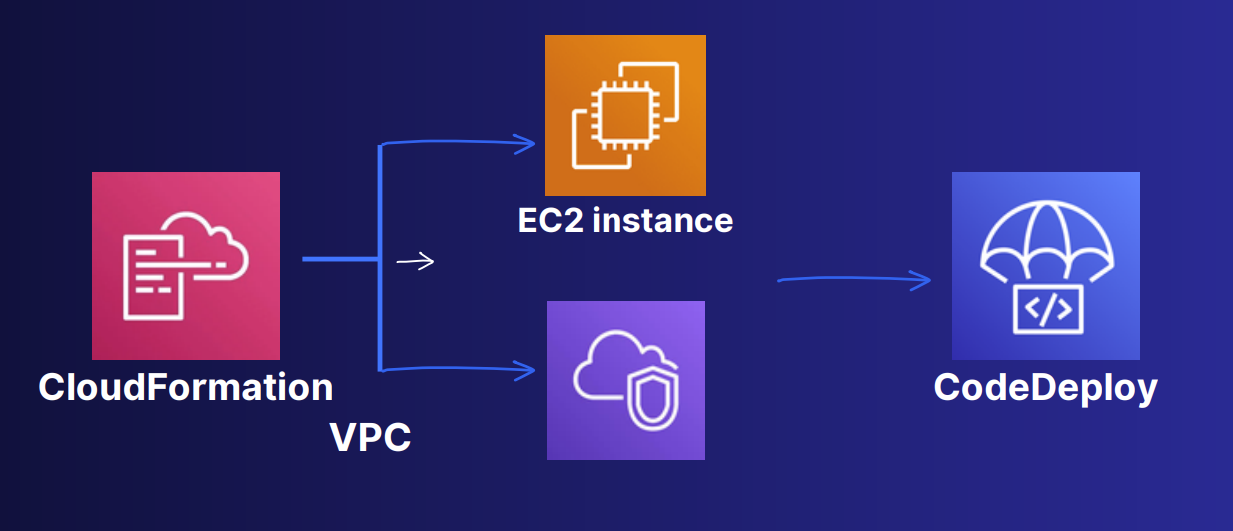 EC2 instance
CloudFormation
CodeDeploy
VPC